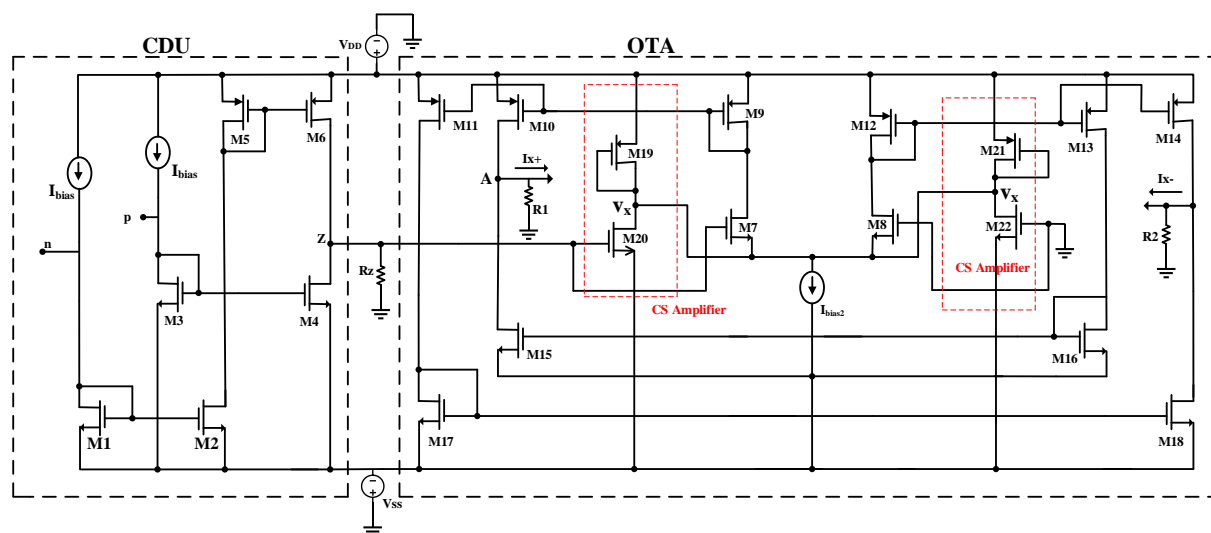 CDU
OTA
VDD
M5
M6
M11
M10
M9
M12
M13
M14
M19
M21
Ibias
Ibias
Ix+
A
R1
Ix-
p
n
Vx
Vx
Z
M20
M7
M8
M22
R2
Rz
M3
M4
CS Amplifier
CS Amplifier
Ibias2
M15
M16
M1
M2
M17
M18
Vss